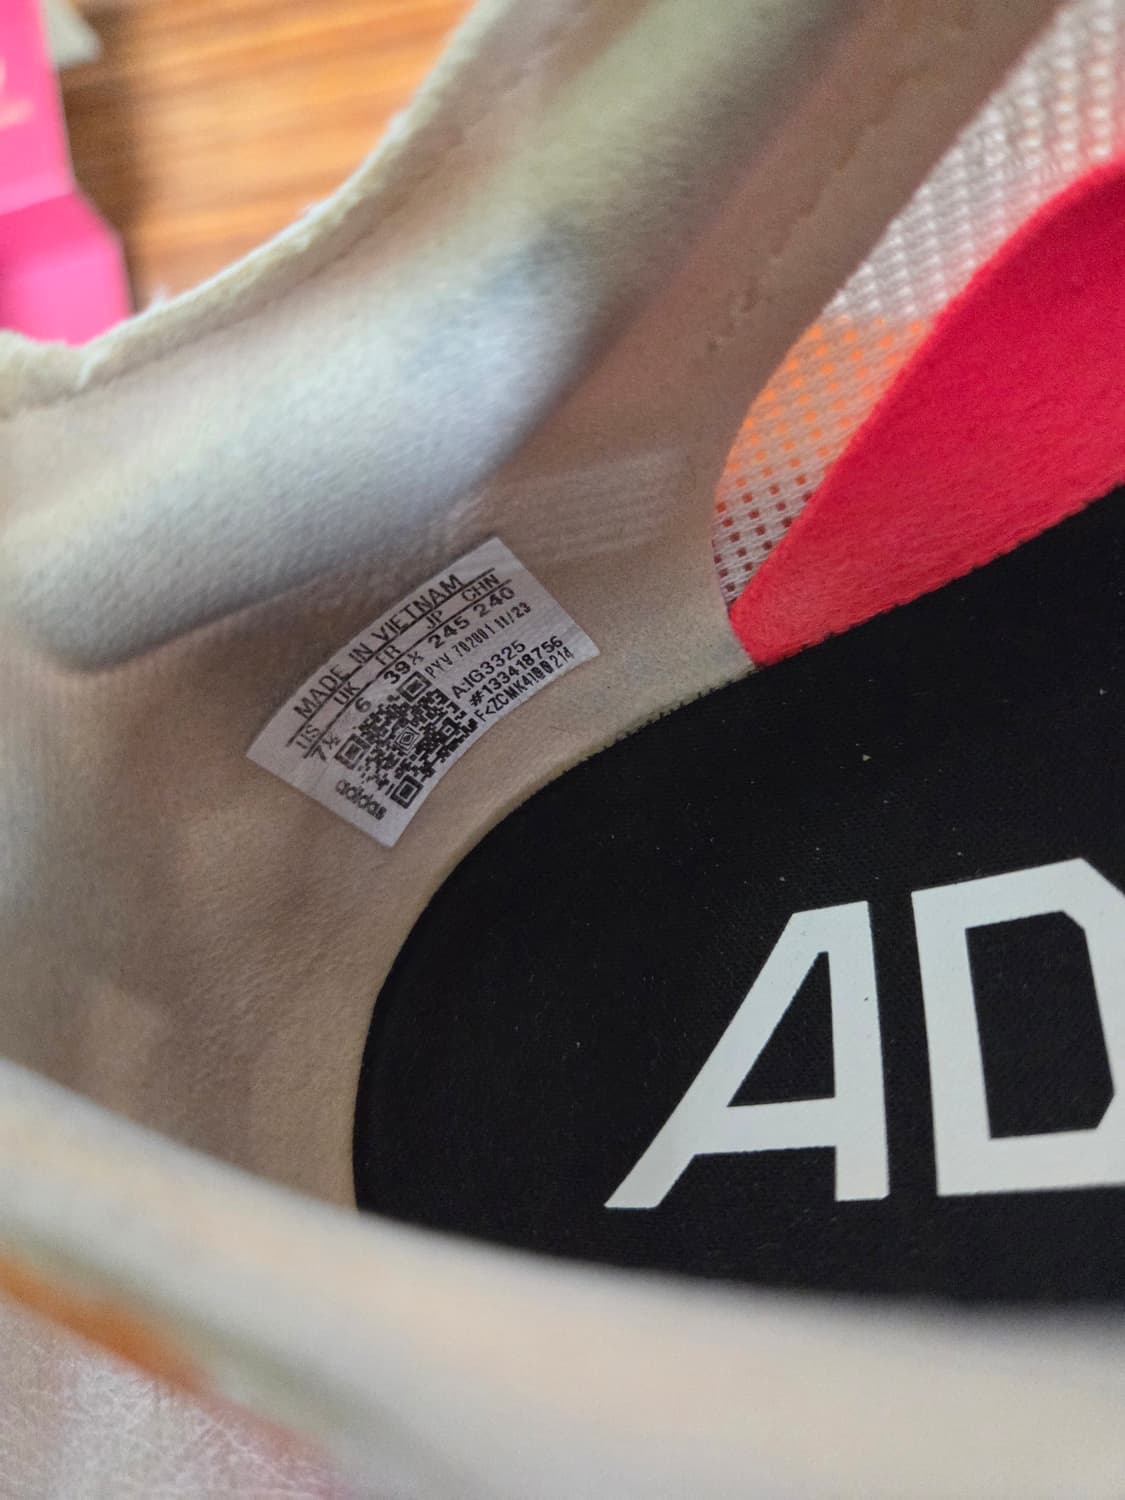 MADE IN VIETNAM
US UK FR JP CHN
7½ 6 39⅓ 245 240
PYV 702001 11/23
A.IG3325
#133418756
adidas
AD